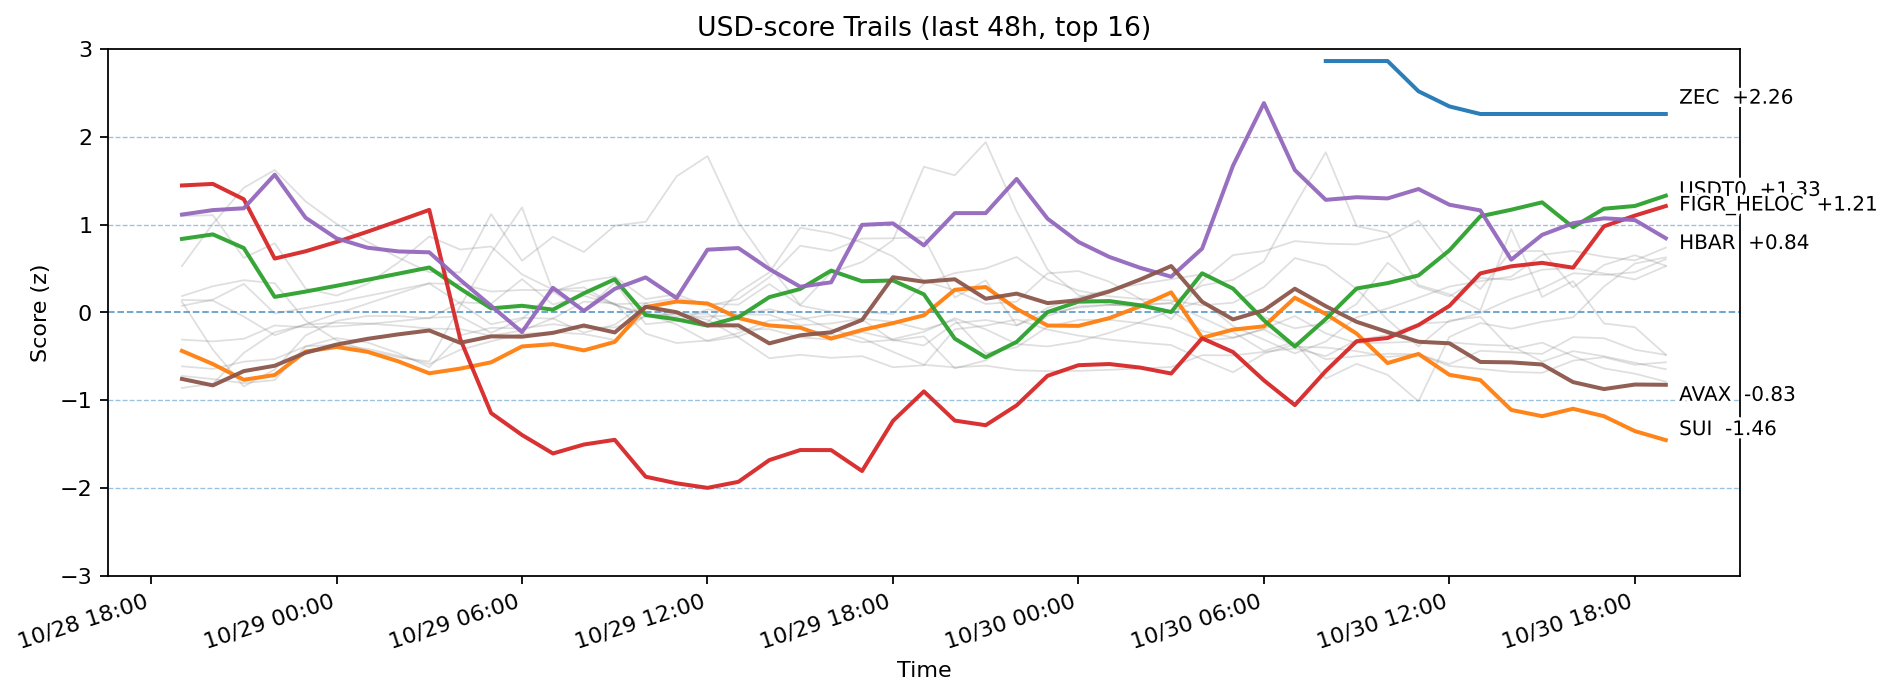 USD-score Trails (last 48h, top 16)
Score (z)
3
2
1
0
−1
−2
−3
ZEC +2.26
USDT0 +1.33
FIGR_HELOC +1.21
HBAR +0.84
AVAX -0.83
SUI -1.46
10/28 18:00
10/29 00:00
10/29 06:00
10/29 12:00
10/29 18:00
10/30 00:00
10/30 06:00
10/30 12:00
10/30 18:00
Time